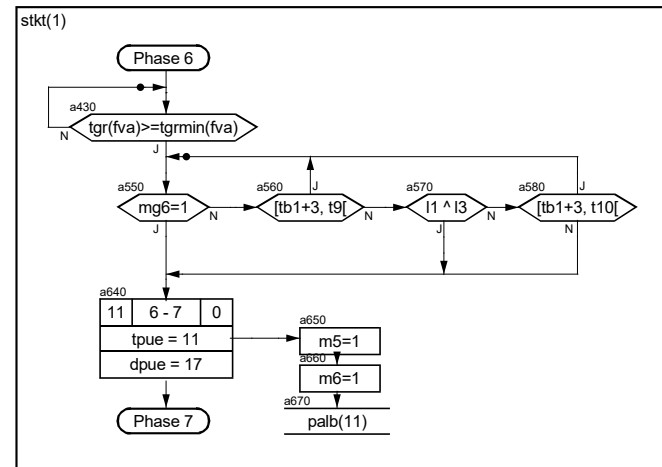 stkt(1)
Phase 6
a430
tgr(fva)>=tgrmin(fva)
N
J
a550
mg6=1
N
J
a560
[tb1+3, t9[
J
N
a570
l1 ^ l3
N
J
a580
[tb1+3, t10[
J
N
a640
11 6 - 7 0
tpue = 11
dpue = 17
a650
m5=1
a660
m6=1
a670
palb(11)
Phase 7